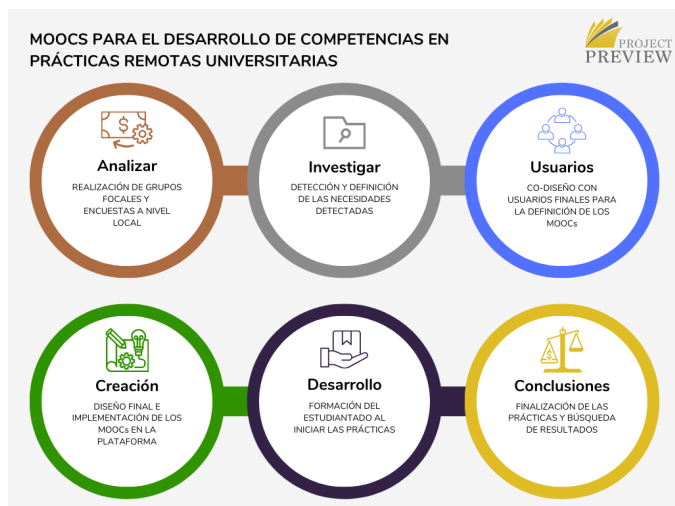 MOOCS PARA EL DESARROLLO DE COMPETENCIAS EN
PRÁCTICAS REMOTAS UNIVERSITARIAS
PROJECT
PREVIEW
Analizar
REALIZACIÓN DE GRUPOS
FOCALES Y
ENCUESTAS A NIVEL
LOCAL
Investigar
DETECCIÓN Y DEFINICIÓN
DE LAS NECESIDADES
DETECTADAS
Usuarios
CO-DISEÑO CON
USUARIOS FINALES PARA
LA DEFINICIÓN DE LOS
MOOCs
Creación
DISEÑO FINAL E
IMPLEMENTACIÓN DE LOS
MOOCs EN LA
PLATAFORMA
Desarrollo
FORMACIÓN DEL
ESTUDIANTADO AL
INICIAR LAS PRÁCTICAS
Conclusiones
FINALIZACIÓN DE LAS
PRÁCTICAS Y BÚSQUEDA
DE RESULTADOS